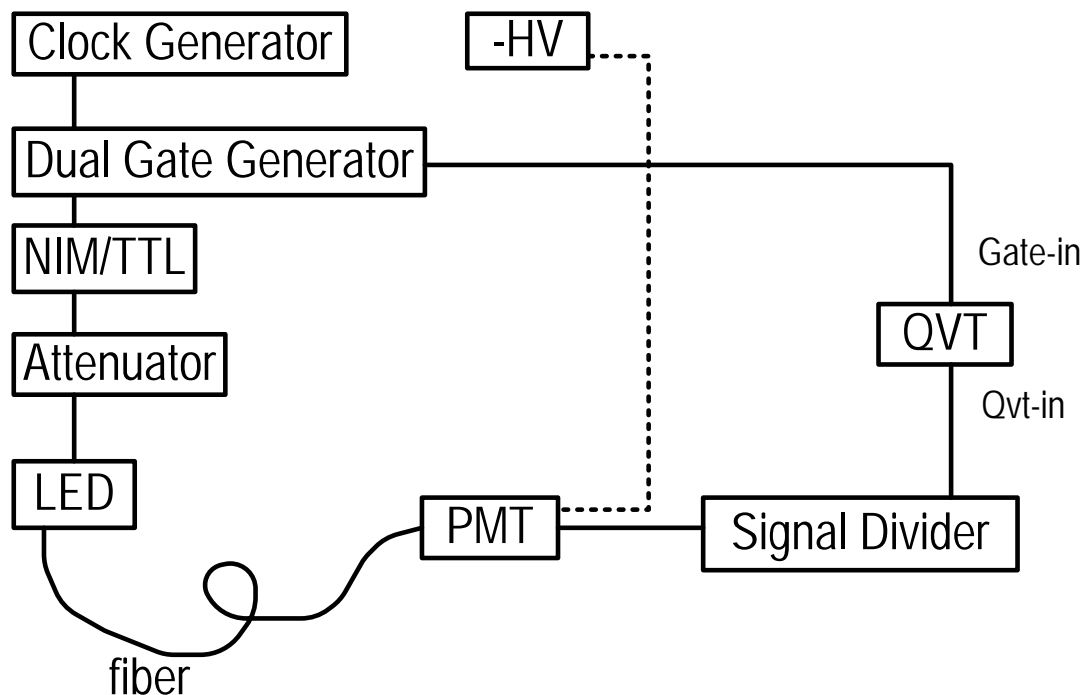 Clock Generator
-HV
Dual Gate Generator
NIM/TTL
Gate-in
QVT
Attenuator
Qvt-in
LED
PMT
Signal Divider
fiber